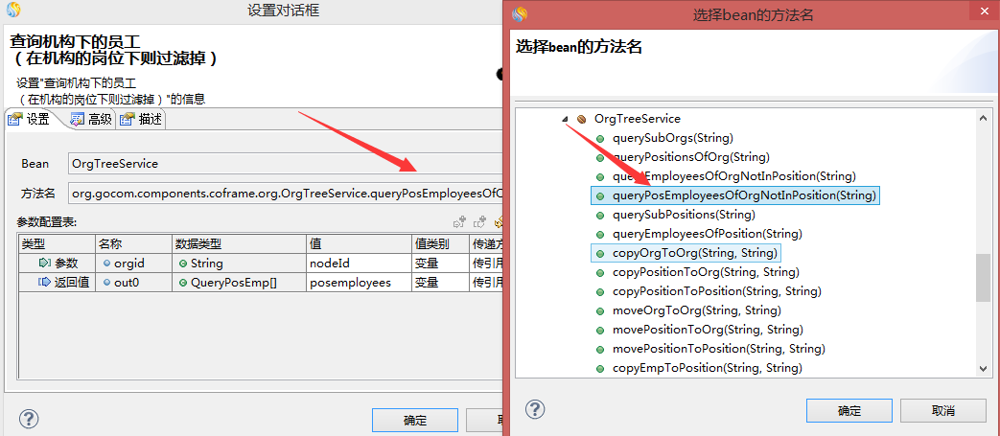 设置对话框
查询机构下的员工
（在机构的岗位下则过滤掉）
设置"查询机构下的员工
（在机构的岗位下则过滤掉）"的信息
设置 高级 描述
Bean OrgTreeService
方法名 org.gocom.components.coframe.org.OrgTreeService.queryPosEmployeesOfO
参数配置表:
类型 名称 数据类型 值 值类别 传递方
参数 orgid String nodeId 变量 传引用
返回值 out0 QueryPosEmp[] posemployees 变量 传引用
确定
选择bean的方法名
选择bean的方法名
OrgTreeService
querySubOrgs(String)
queryPositionsOfOrg(String)
queryEmployeesOfOrgNotInPosition(String)
queryPosEmployeesOfOrgNotInPosition(String)
querySubPositions(String)
queryEmployeesOfPosition(String)
copyOrgToOrg(String, String)
copyPositionToOrg(String, String)
copyPositionToPosition(String, String)
moveOrgToOrg(String, String)
movePositionToOrg(String, String)
movePositionToPosition(String, String)
copyEmpToPosition(String, String)
确定 取消